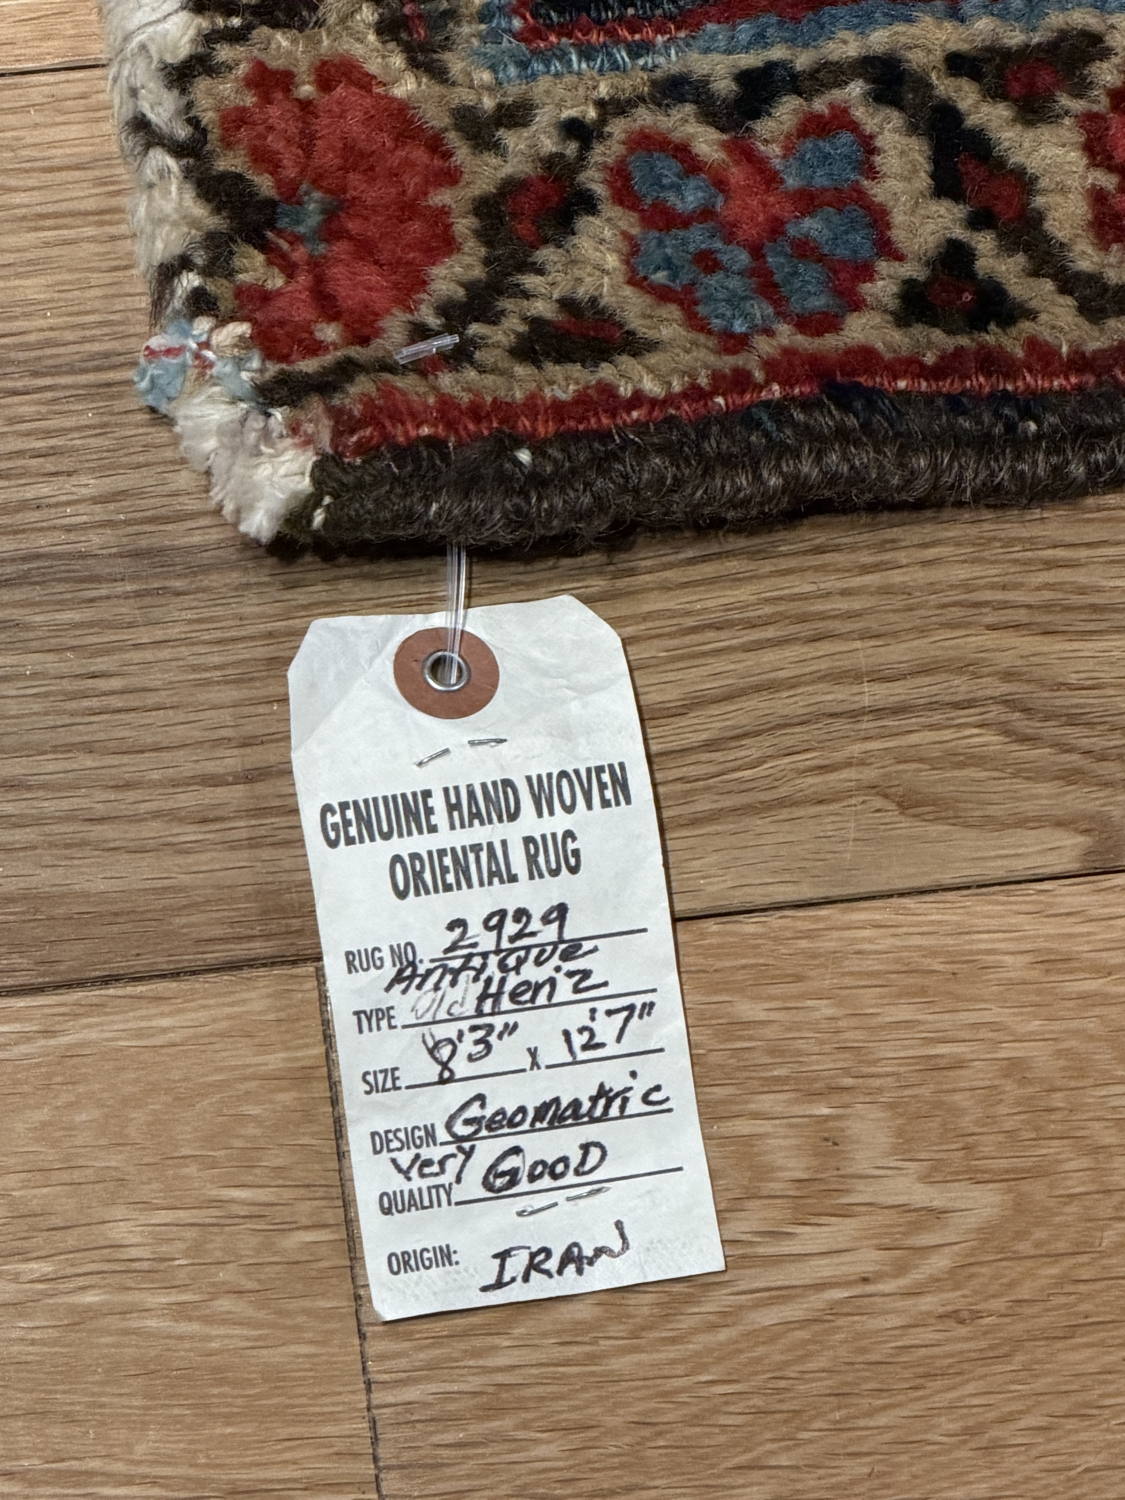 GENUINE HAND WOVEN
ORIENTAL RUG
RUG NO. 2929
Antique
TYPE Old Heriz
SIZE 8'3" X 12'7"
DESIGN Geomatric
Very
QUALITY GOOD
ORIGIN: IRAN